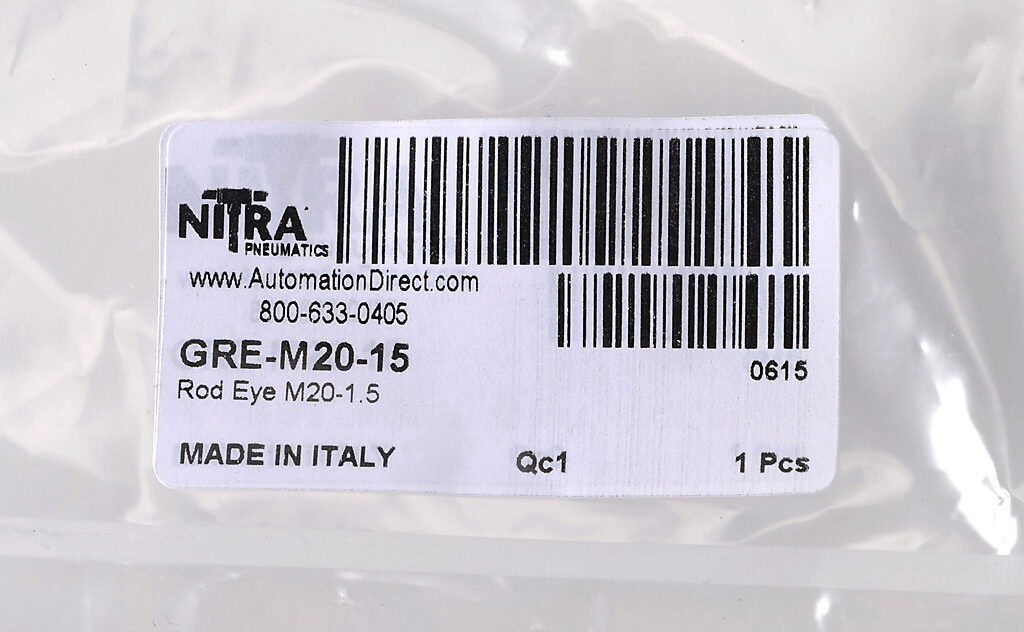 NITRA
PNEUMATICS
www.AutomationDirect.com
800-633-0405
GRE-M20-15
Rod Eye M20-1.5
0615
MADE IN ITALY
Qc1
1 Pcs